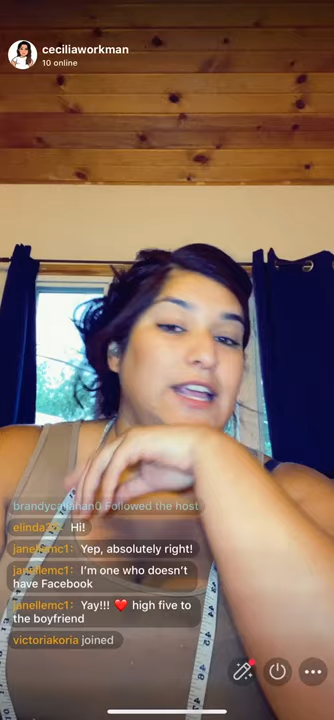 ceciliaworkman
10 online
brandycallahan0 Followed the host
Hi!
janellemc1: Yep, absolutely right!
janellemc1: I'm one who doesn't
have Facebook
janellemc1: Yay!!! ❤️ high five to
the boyfriend
victoriakoria joined